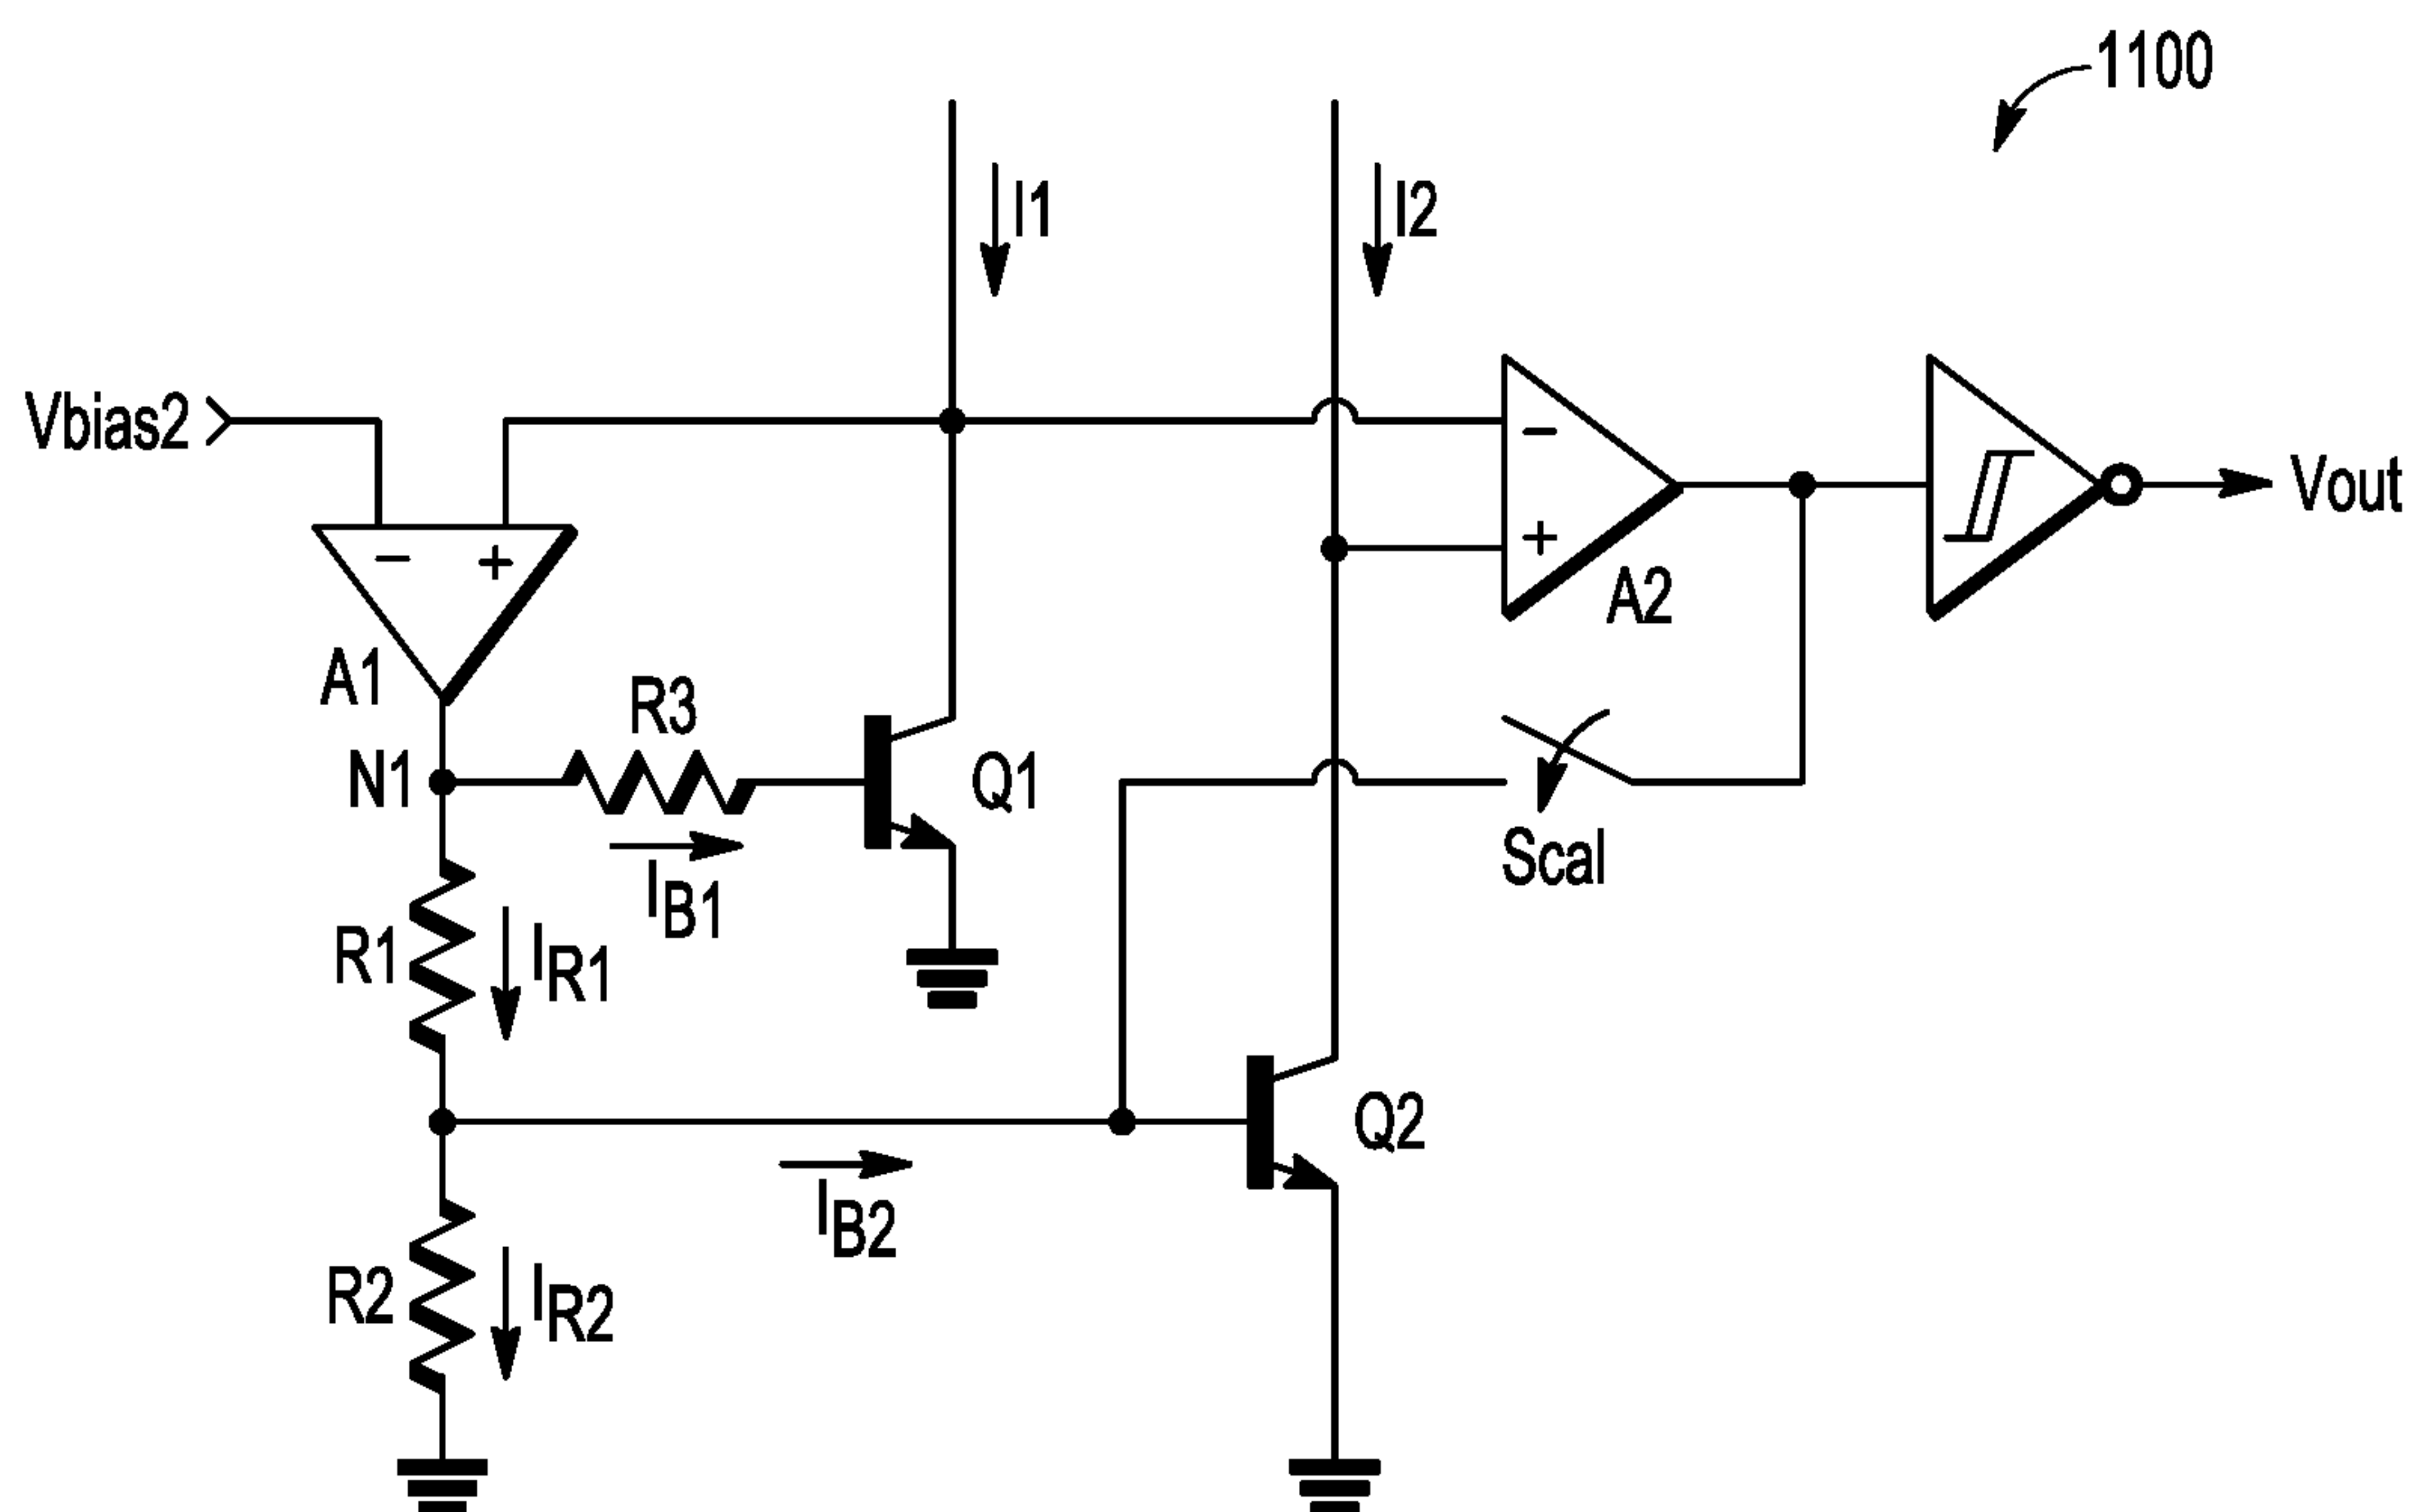 1100
I1
I2
Vbias2
−
+
A1
−
+
A2
Vout
R3
N1
Q1
IB1
Scal
R1
IR1
Q2
IB2
R2
IR2